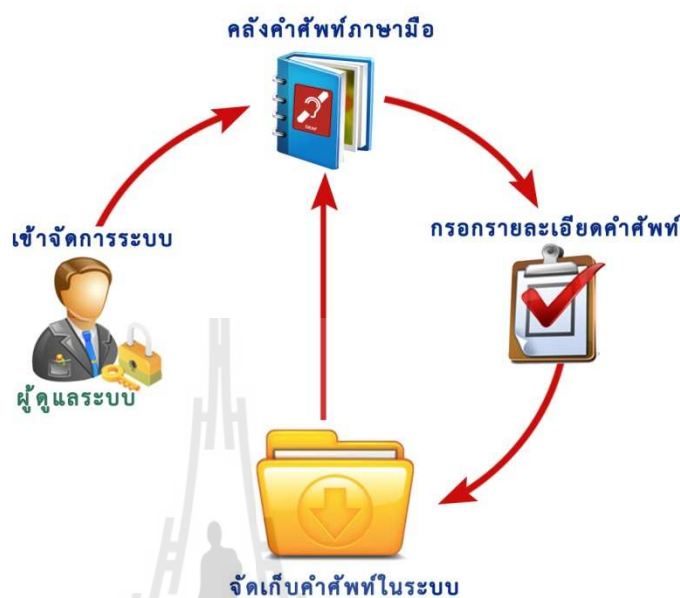 คลังคำศัพท์ภาษามือ
เข้าจัดการระบบ
กรอกรายละเอียดคำศัพท์
ผู้ดูแลระบบ
จัดเก็บคำศัพท์ในระบบ